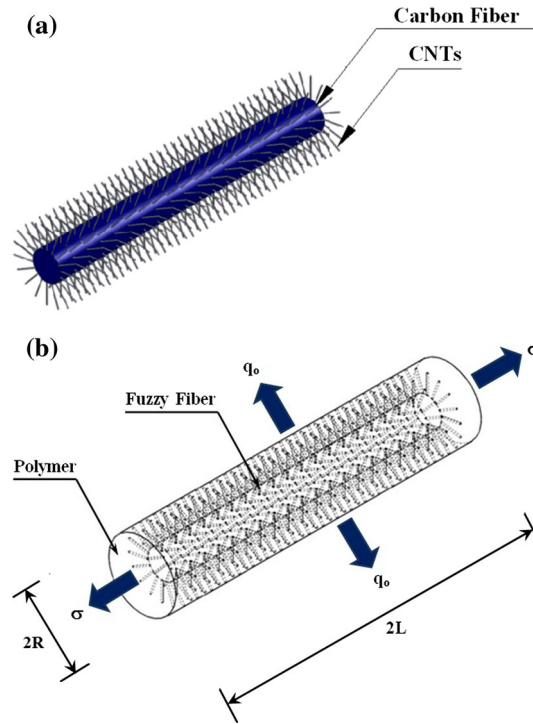 (a)
Carbon Fiber
CNTs
(b)
qₒ
σ
Fuzzy Fiber
Polymer
qₒ
σ
2R
2L